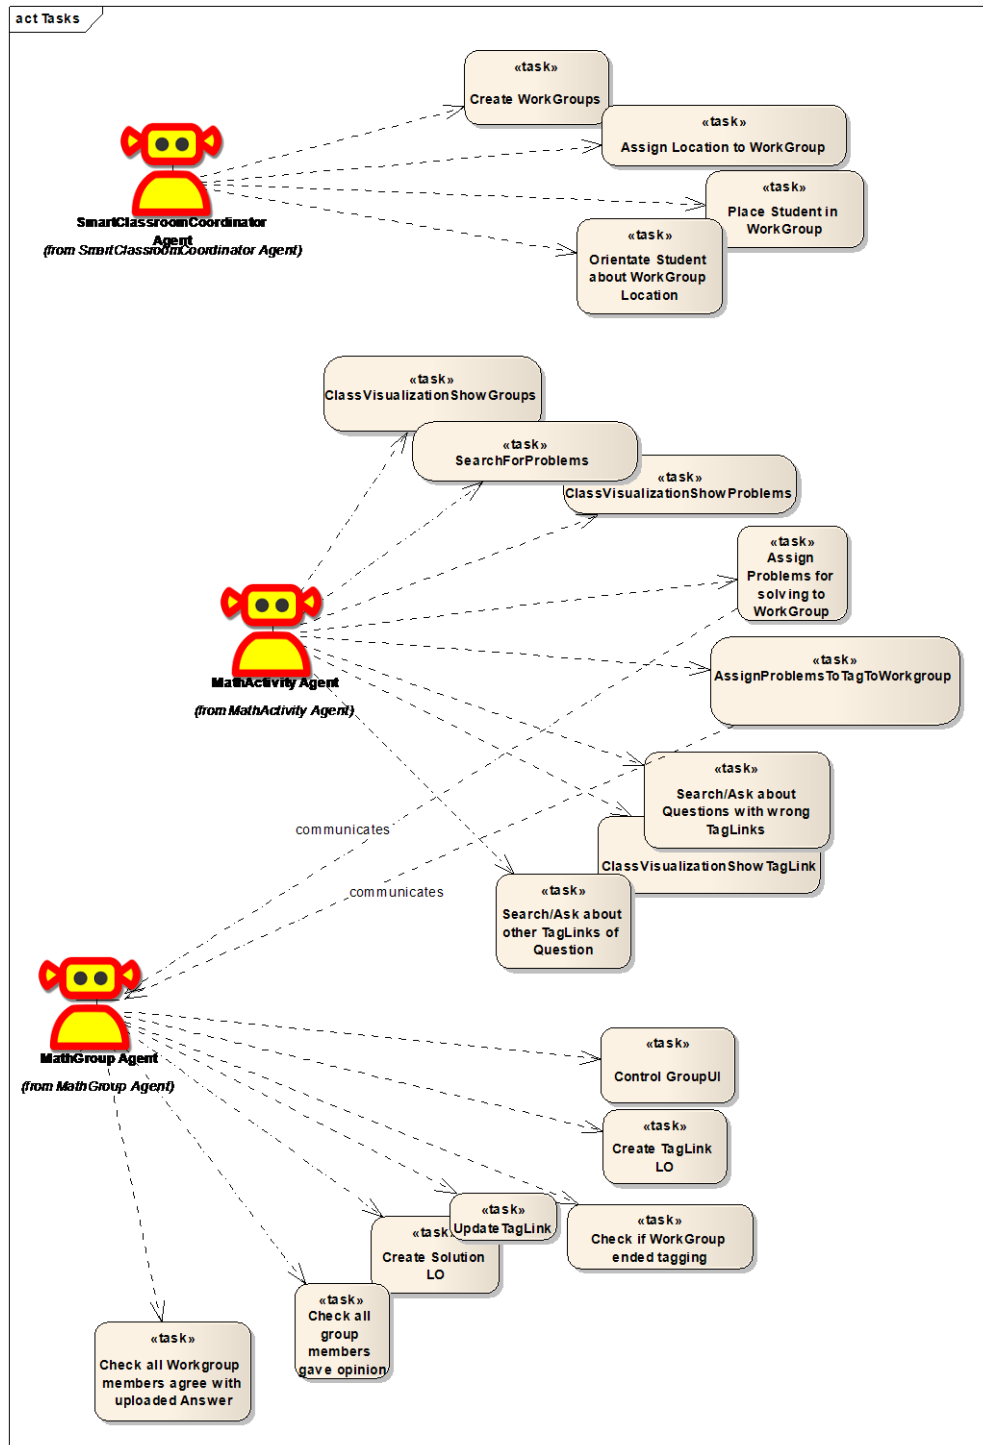 act Tasks
«task»
Create WorkGroups
«task»
Assign Location to WorkGroup
«task»
Place Student in
WorkGroup
SmartClassroomCoordinator
Agent
(from SmartClassroomCoordinator Agent)
«task»
Orientate Student
about WorkGroup
Location
«task»
ClassVisualizationShowGroups
«task»
SearchForProblems
«task»
ClassVisualizationShowProblems
«task»
Assign
Problems for
solving to
WorkGroup
MathActivity Agent
(from MathActivity Agent)
«task»
AssignProblemsToTagToWorkgroup
«task»
Search/Ask about
Questions with wrong
TagLinks
communicates
ClassVisualizationShowTagLink
communicates
«task»
Search/Ask about
other TagLinks of
Question
MathGroup Agent
(from MathGroup Agent)
«task»
Control GroupUI
«task»
Create TagLink
LO
«task»
UpdateTagLink
«task»
Check if WorkGroup
ended tagging
«task»
Create Solution
LO
«task»
Check all
group
members
gave opinion
«task»
Check all Workgroup
members agree with
uploaded Answer